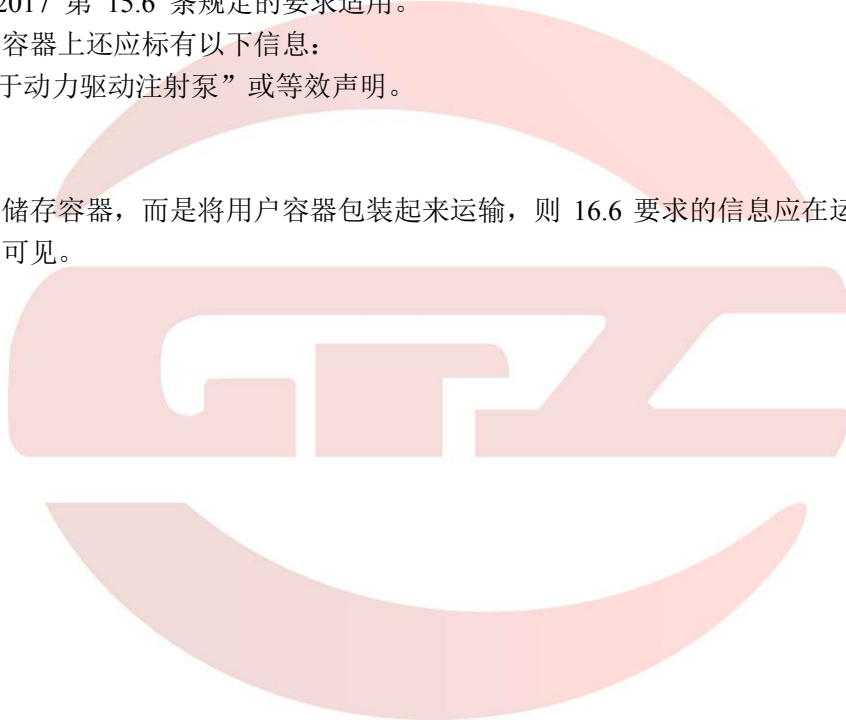 2017 第 15.6 条规定的要求适用。
容器上还应标有以下信息：
于动力驱动注射泵”或等效声明。
储存容器，而是将用户容器包装起来运输，则 16.6 要求的信息应在运
可见。